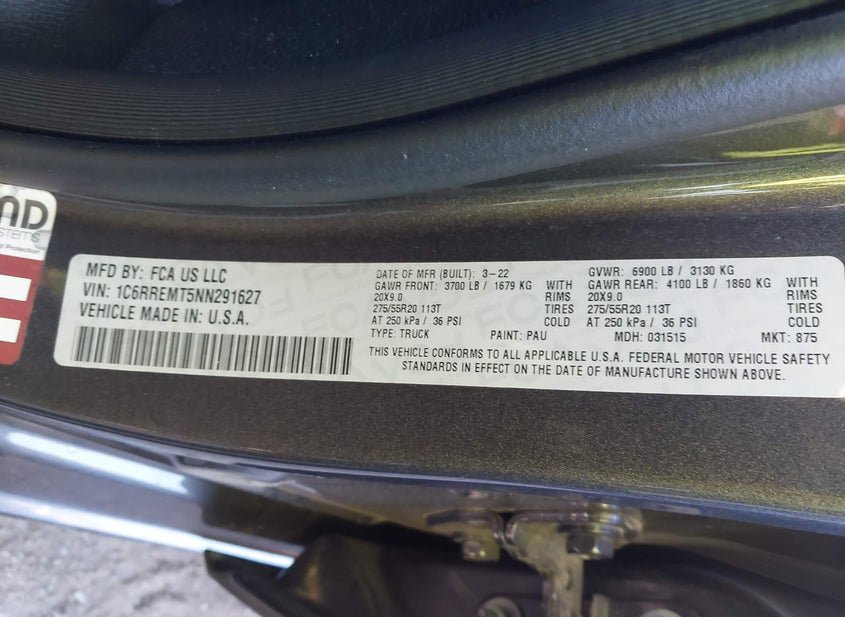 AD
STEMS
d Protection
MFD BY: FCA US LLC
VIN: 1C6RREMT5NN291627
VEHICLE MADE IN U.S.A.
DATE OF MFR (BUILT): 3-22
GAWR FRONT: 3700 LB / 1679 KG
20X9.0 RIMS
275/55R20 113T TIRES
AT 250 kPa / 36 PSI COLD
TYPE: TRUCK PAINT: PAU
GVWR: 6900 LB / 3130 KG
GAWR REAR: 4100 LB / 1860 KG
20X9.0 RIMS
275/55R20 113T TIRES
AT 250 kPa / 36 PSI COLD
MDH: 031515 MKT: 875
THIS VEHICLE CONFORMS TO ALL APPLICABLE U.S.A. FEDERAL MOTOR VEHICLE SAFETY
STANDARDS IN EFFECT ON THE DATE OF MANUFACTURE SHOWN ABOVE.